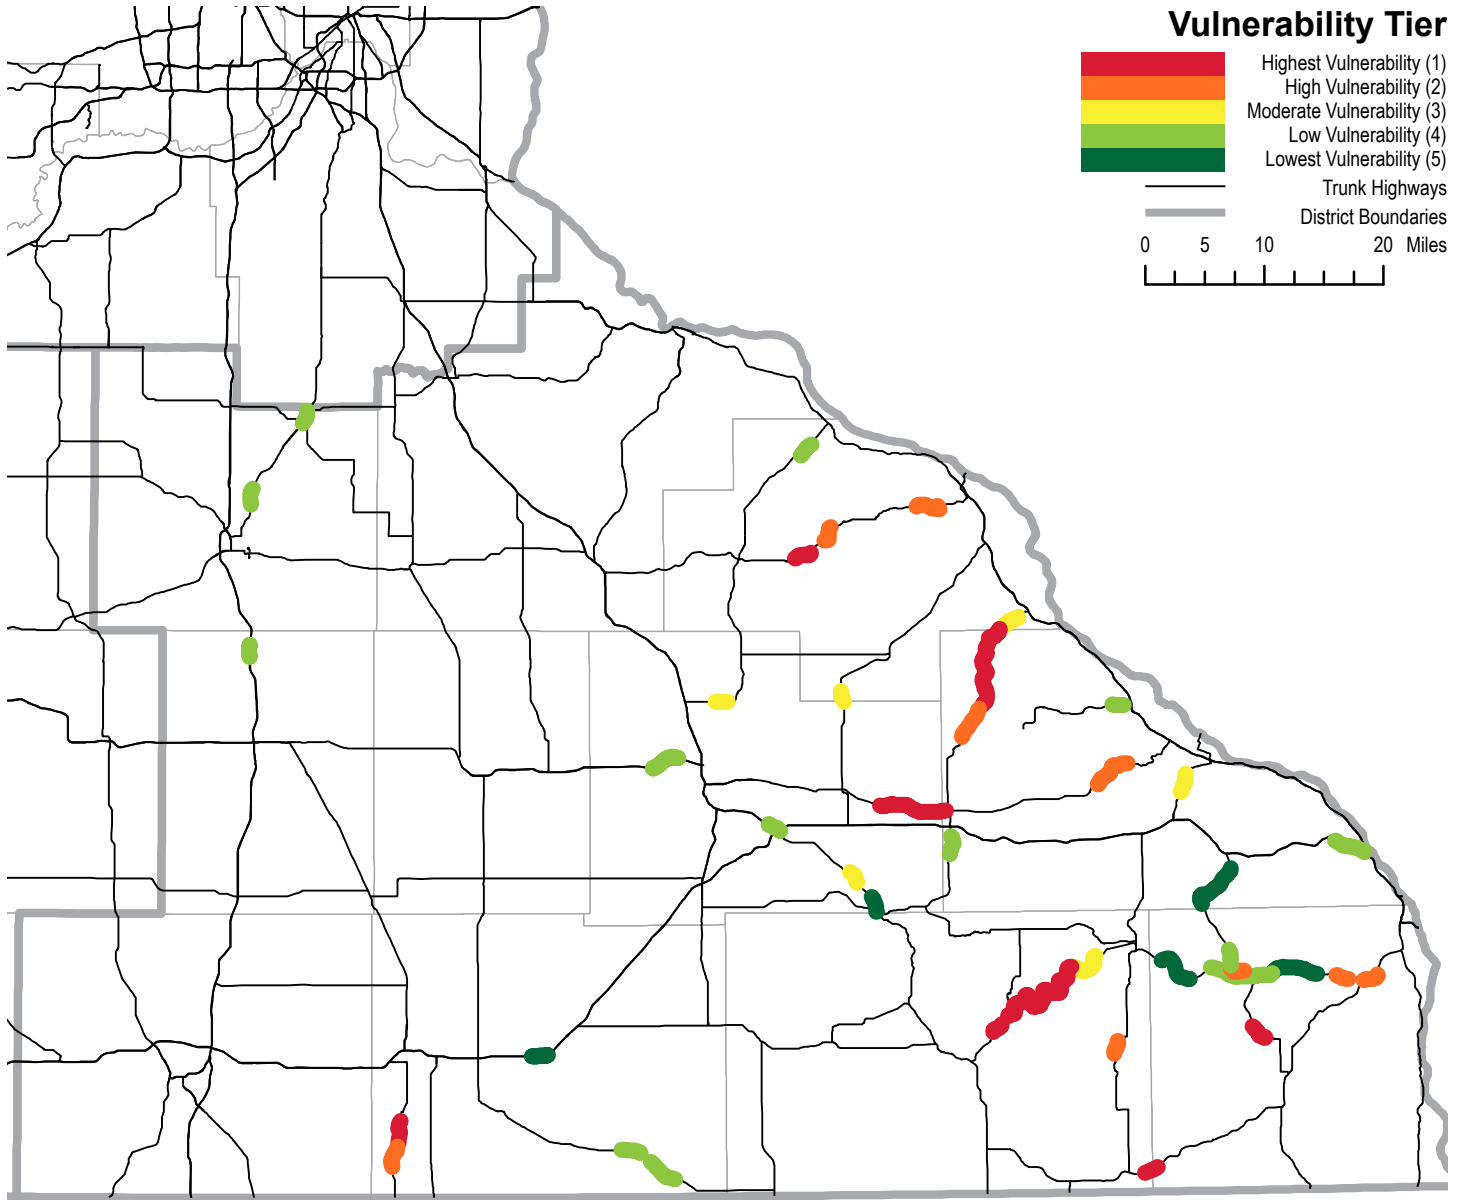 Vulnerability Tier
Highest Vulnerability (1)
High Vulnerability (2)
Moderate Vulnerability (3)
Low Vulnerability (4)
Lowest Vulnerability (5)
Trunk Highways
District Boundaries
0 5 10 20 Miles